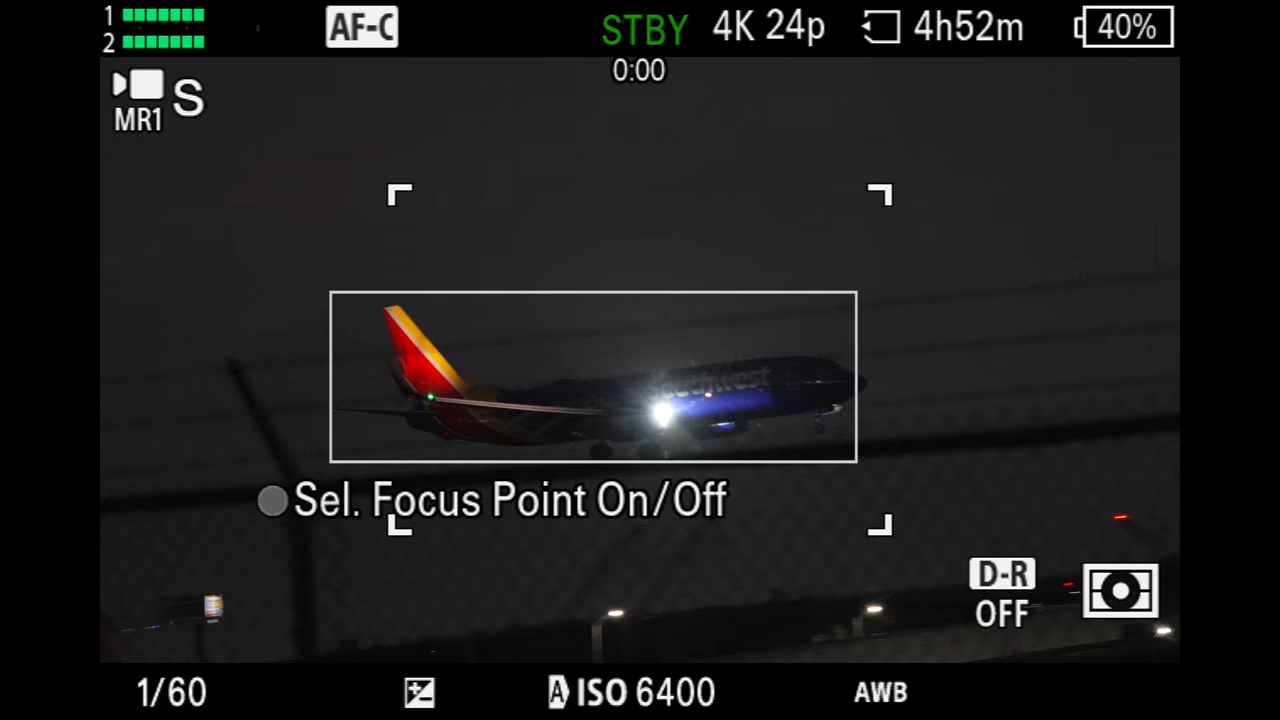 1
2
AF-C
STBY 4K 24p 4h52m 40%
0:00
MR1 S
Southwest
Sel. Focus Point On/Off
D-R
OFF
1/60 A ISO 6400 AWB